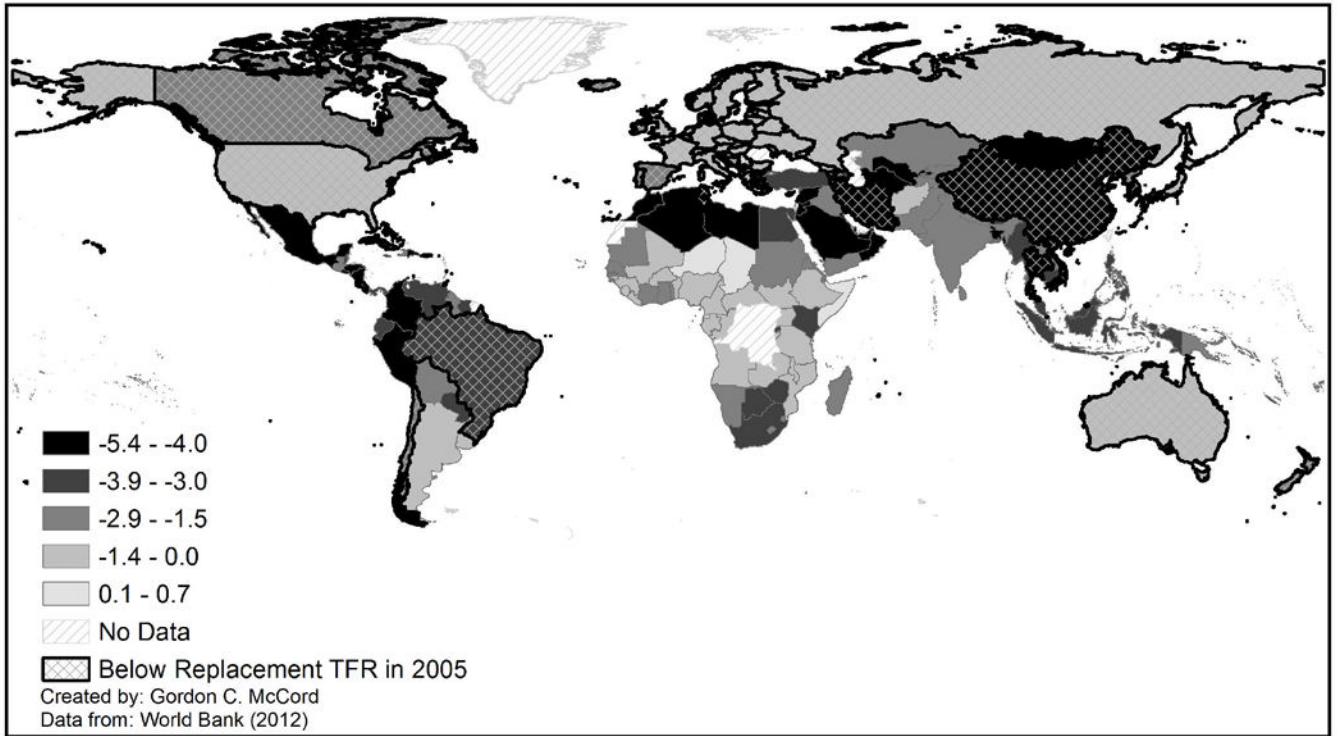 -5.4 - -4.0
-3.9 - -3.0
-2.9 - -1.5
-1.4 - 0.0
0.1 - 0.7
No Data
Below Replacement TFR in 2005
Created by: Gordon C. McCord
Data from: World Bank (2012)